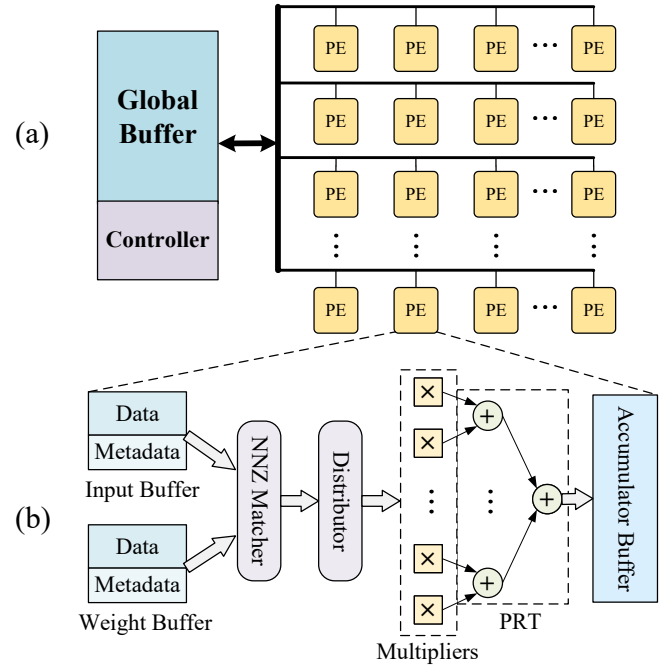 (a)
Global
Buffer
Controller
PE PE PE ··· PE
PE PE PE ··· PE
PE PE PE ··· PE
PE PE PE ··· PE
(b)
Data
Metadata
Input Buffer
Data
Metadata
Weight Buffer
NNZ Matcher
Distributor
×
×
×
×
Multipliers
+
+
+
PRT
Accumulator Buffer